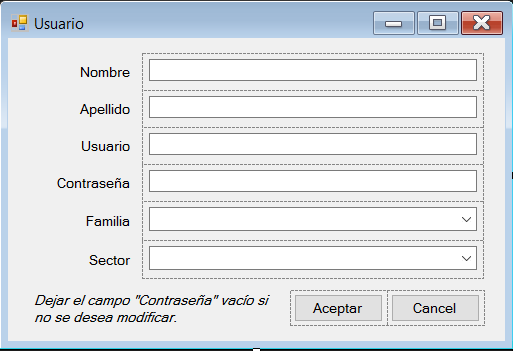 Usuario
Nombre
Apellido
Usuario
Contraseña
Familia
Sector
Dejar el campo "Contraseña" vacío si
no se desea modificar.
Aceptar Cancel